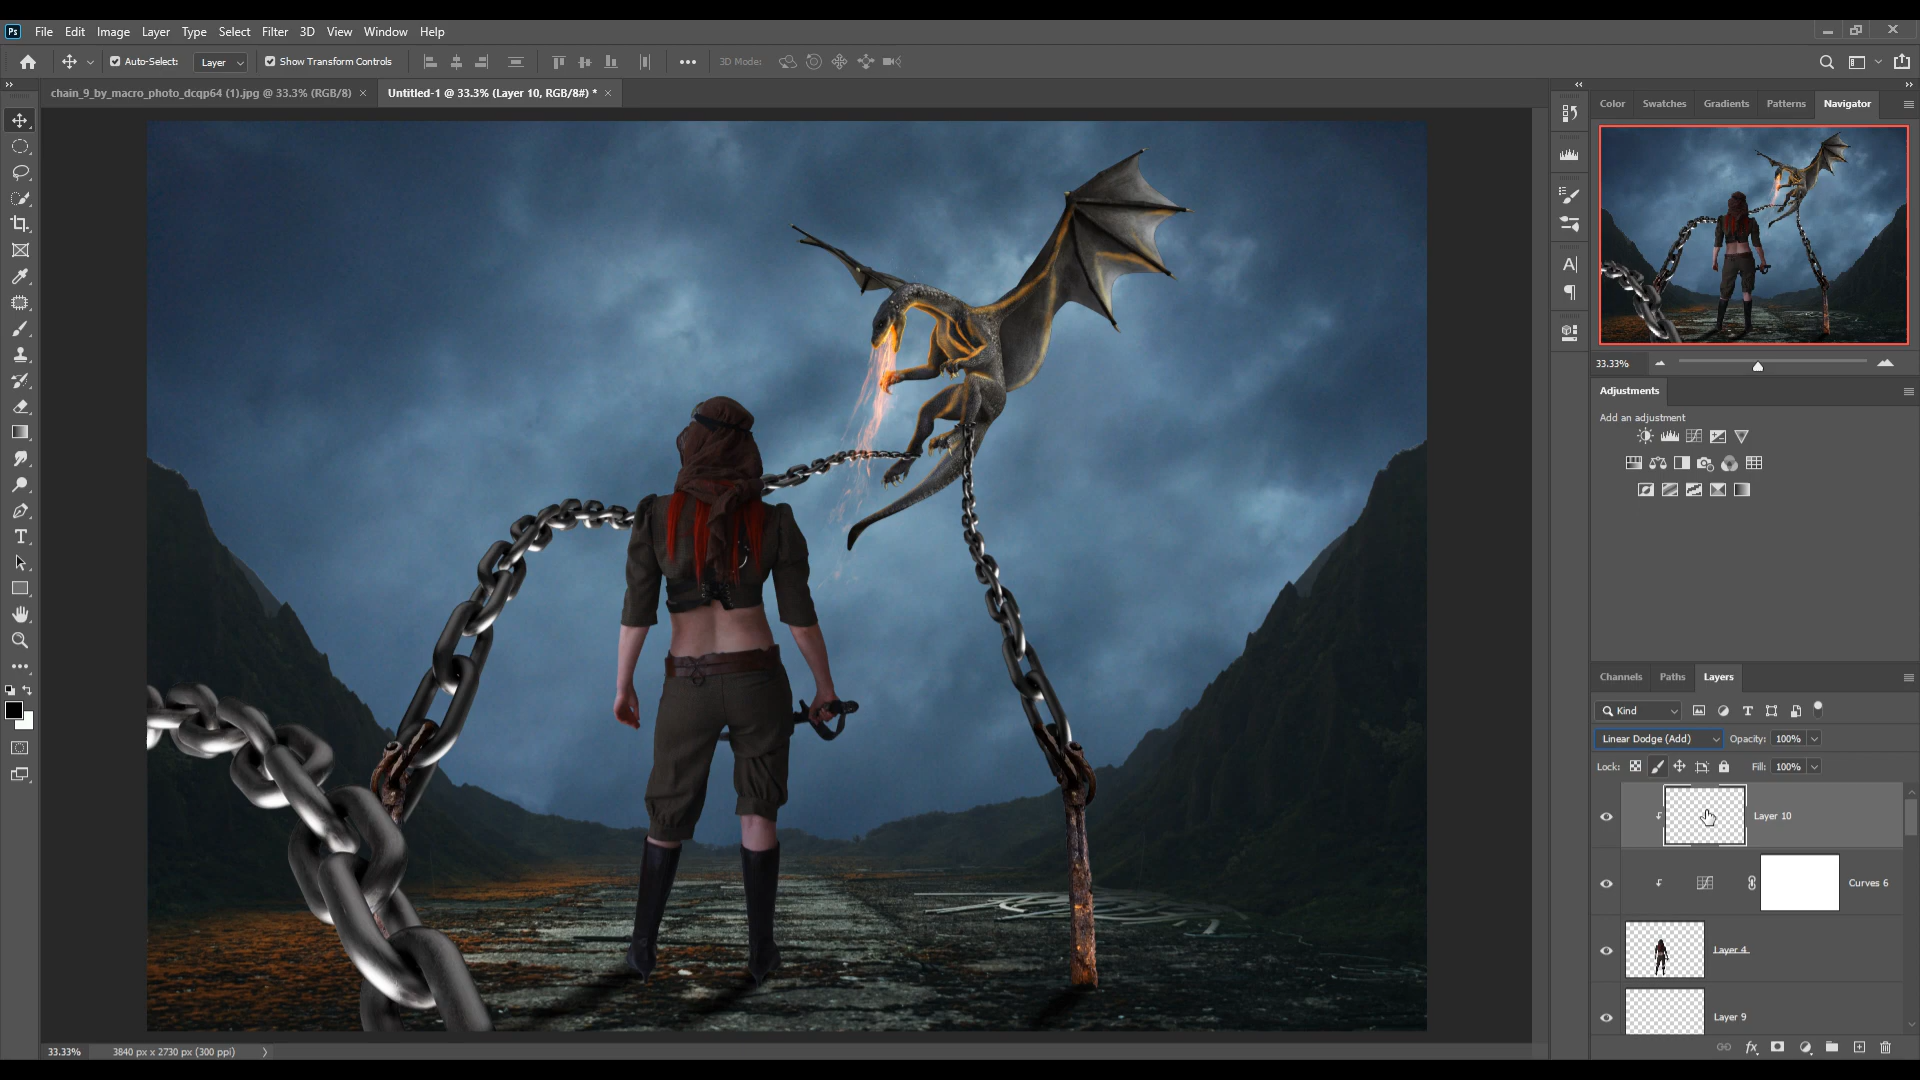 Ps File Edit Image Layer Type Select Filter 3D View Window Help
Auto-Select: Layer Show Transform Controls 3D Mode:
chain_9_by_macro_photo_dcqp64 (1).jpg @ 33.3% (RGB/8) × Untitled-1 @ 33.3% (Layer 10, RGB/8#) * ×
Color Swatches Gradients Patterns Navigator
33.33%
Adjustments
Add an adjustment
Channels Paths Layers
Kind
Linear Dodge (Add) Opacity: 100%
Lock: Fill: 100%
Layer 10
Curves 6
Layer 4
Layer 9
33.33% 3840 px x 2730 px (300 ppi)